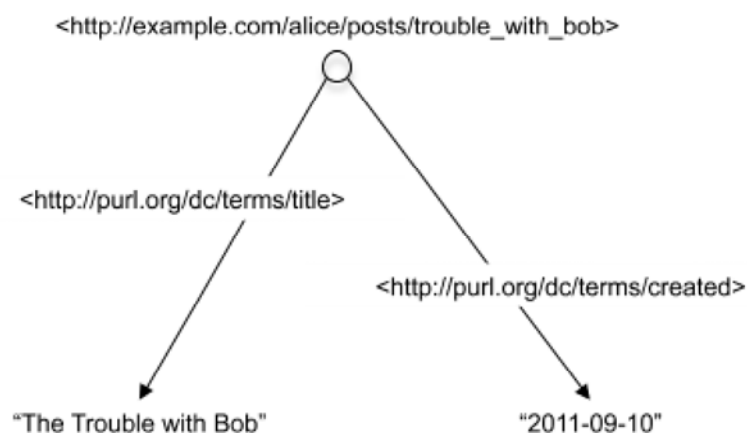 <http://example.com/alice/posts/trouble_with_bob>
<http://purl.org/dc/terms/title>
<http://purl.org/dc/terms/created>
“The Trouble with Bob”
“2011-09-10”